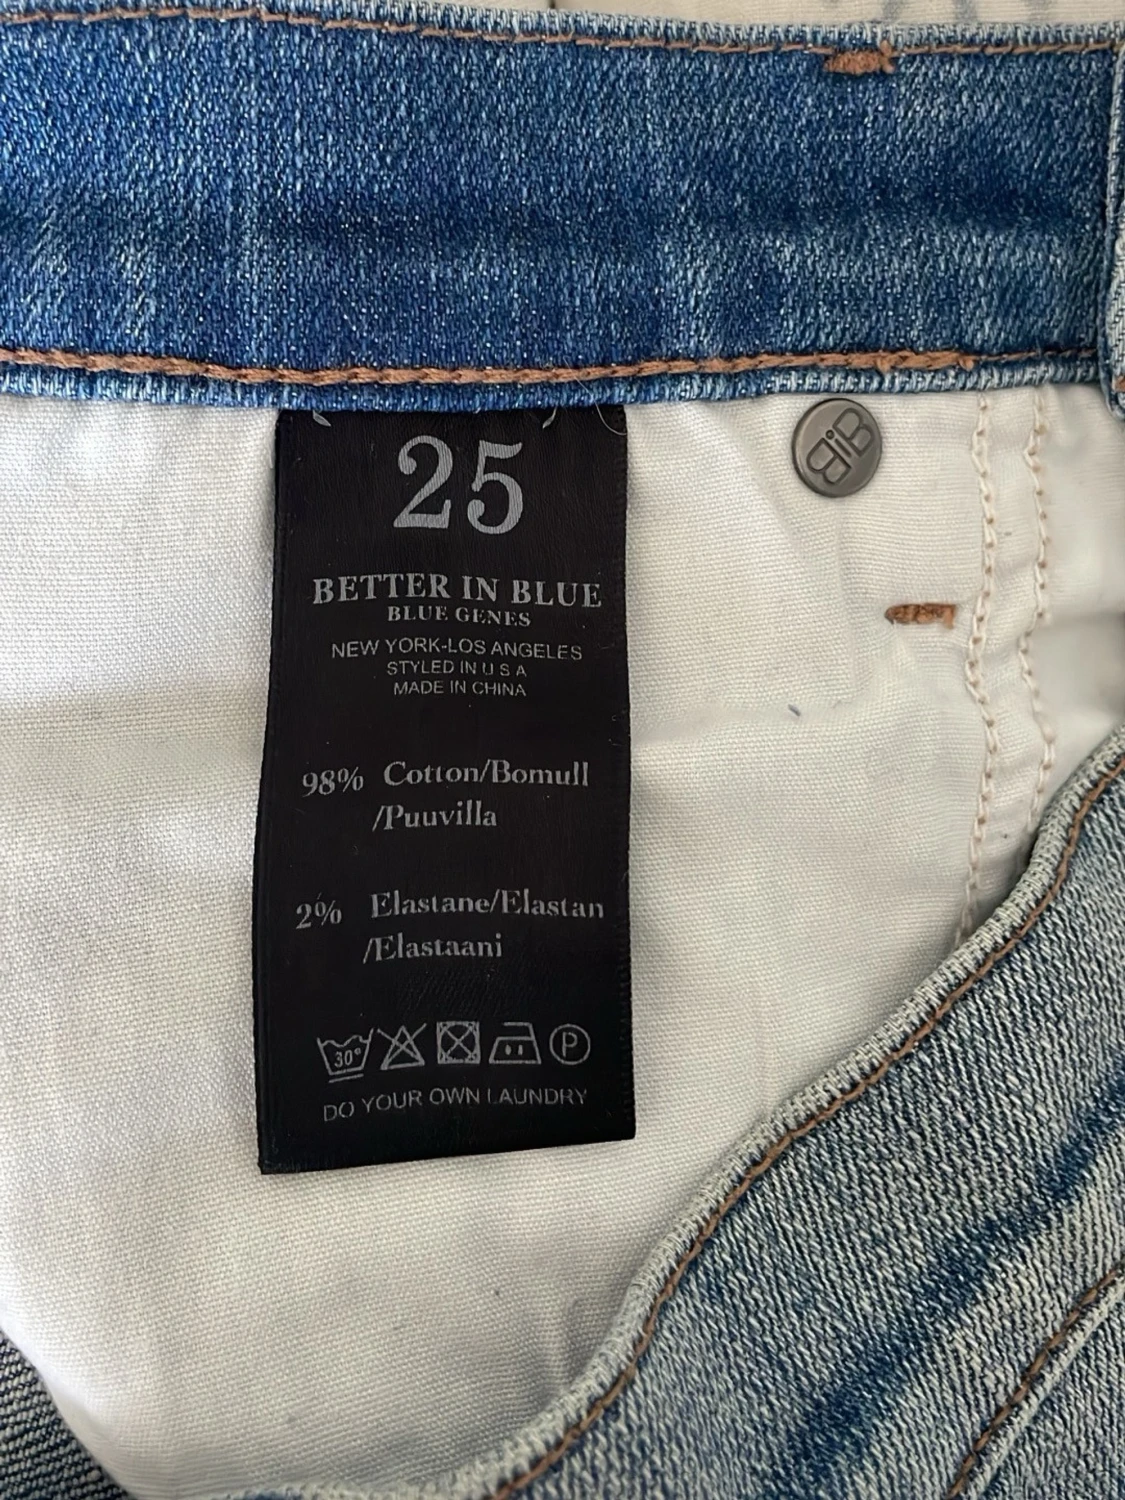 25
BiB
BETTER IN BLUE
BLUE GENES
NEW YORK-LOS ANGELES
STYLED IN U S A
MADE IN CHINA
98% Cotton/Bomull
/Puuvilla
2% Elastane/Elastan
/Elastaani
30° P
DO YOUR OWN LAUNDRY